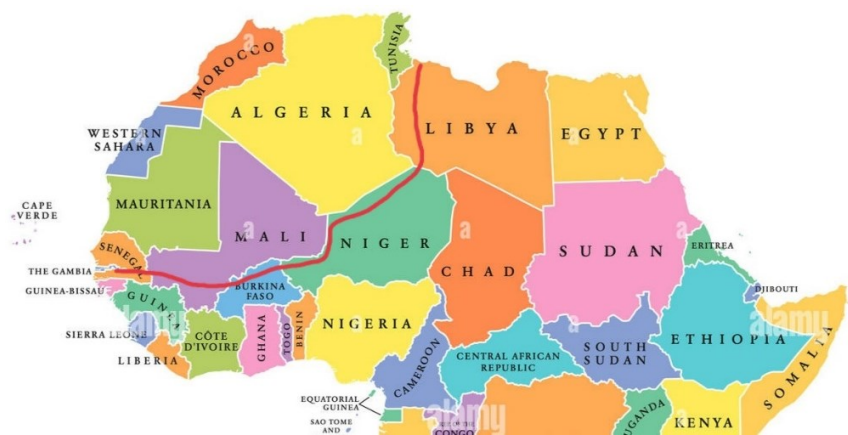 TUNISIA
MOROCCO
ALGERIA
LIBYA
EGYPT
WESTERN
SAHARA
MAURITANIA
CAPE
VERDE
MALI
NIGER
CHAD
SUDAN
ERITREA
SENEGAL
THE GAMBIA
GUINEA-BISSAU
GUINEA
BURKINA
FASO
DJIBOUTI
SIERRA LEONE
LIBERIA
CÔTE
D'IVOIRE
GHANA
TOGO
BENIN
NIGERIA
CAMEROON
CENTRAL AFRICAN
REPUBLIC
SOUTH
SUDAN
ETHIOPIA
SOMALIA
EQUATORIAL
GUINEA
SAO TOME
AND
CONGO
UGANDA
KENYA
alamy
alamy
a
a
a
a
a
a
a